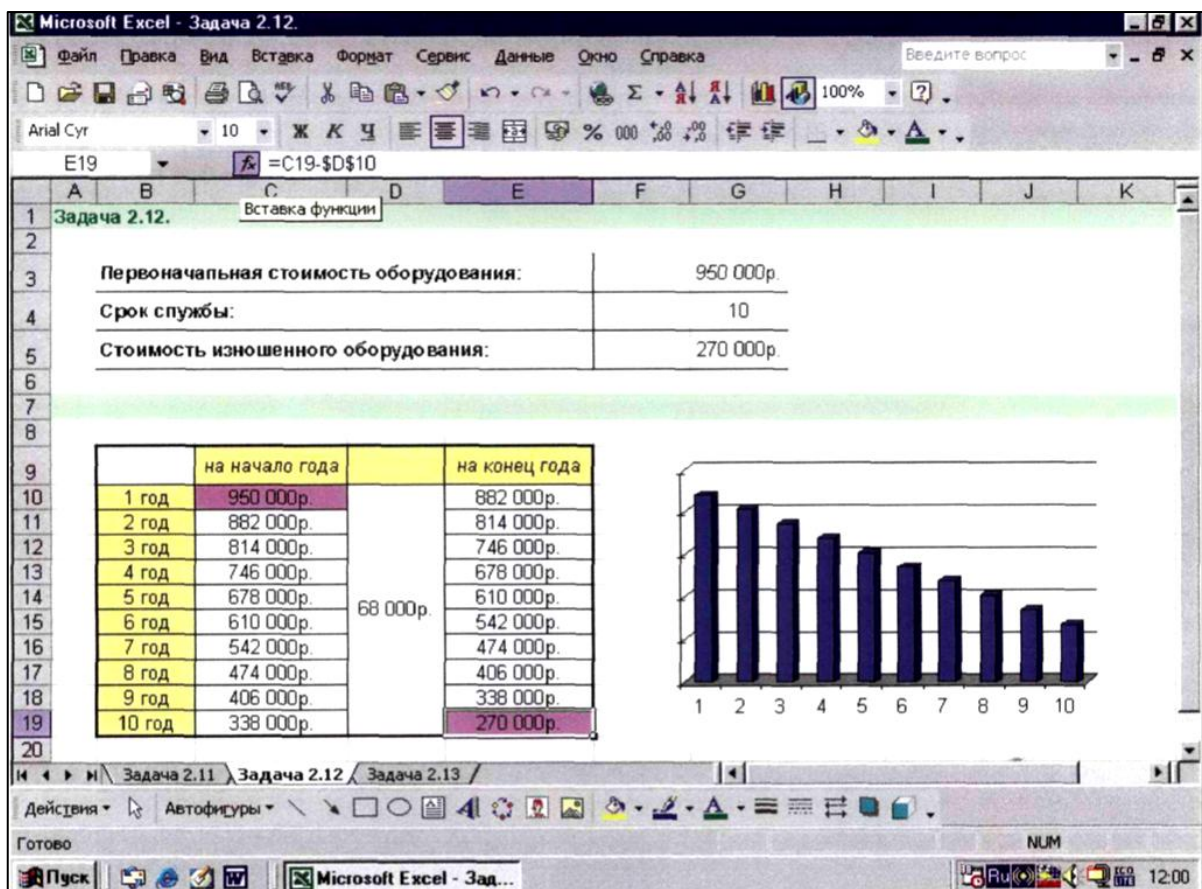 Microsoft Excel - Задача 2.12.
Файл Правка Вид Вставка Формат Сервис Данные Окно Справка Введите вопрос
100%
Arial Cyr 10 Ж К Ч % 000
E19 fx =C19-$D$10
A B C D E F G H I J K
Вставка функции
1 Задача 2.12.
2
3 Первоначальная стоимость оборудования: 950 000р.
4 Срок службы: 10
5 Стоимость изношенного оборудования: 270 000р.
6
7
8
9 на начало года на конец года
10 1 год 950 000р. 882 000р.
11 2 год 882 000р. 814 000р.
12 3 год 814 000р. 746 000р.
13 4 год 746 000р. 678 000р.
14 5 год 678 000р. 68 000р. 610 000р.
15 6 год 610 000р. 542 000р.
16 7 год 542 000р. 474 000р.
17 8 год 474 000р. 406 000р.
18 9 год 406 000р. 338 000р.
19 10 год 338 000р. 270 000р.
20
1 2 3 4 5 6 7 8 9 10
Задача 2.11 Задача 2.12 Задача 2.13
Действия Автофигуры
Готово NUM
Пуск Microsoft Excel - Зад... Ru 12:00